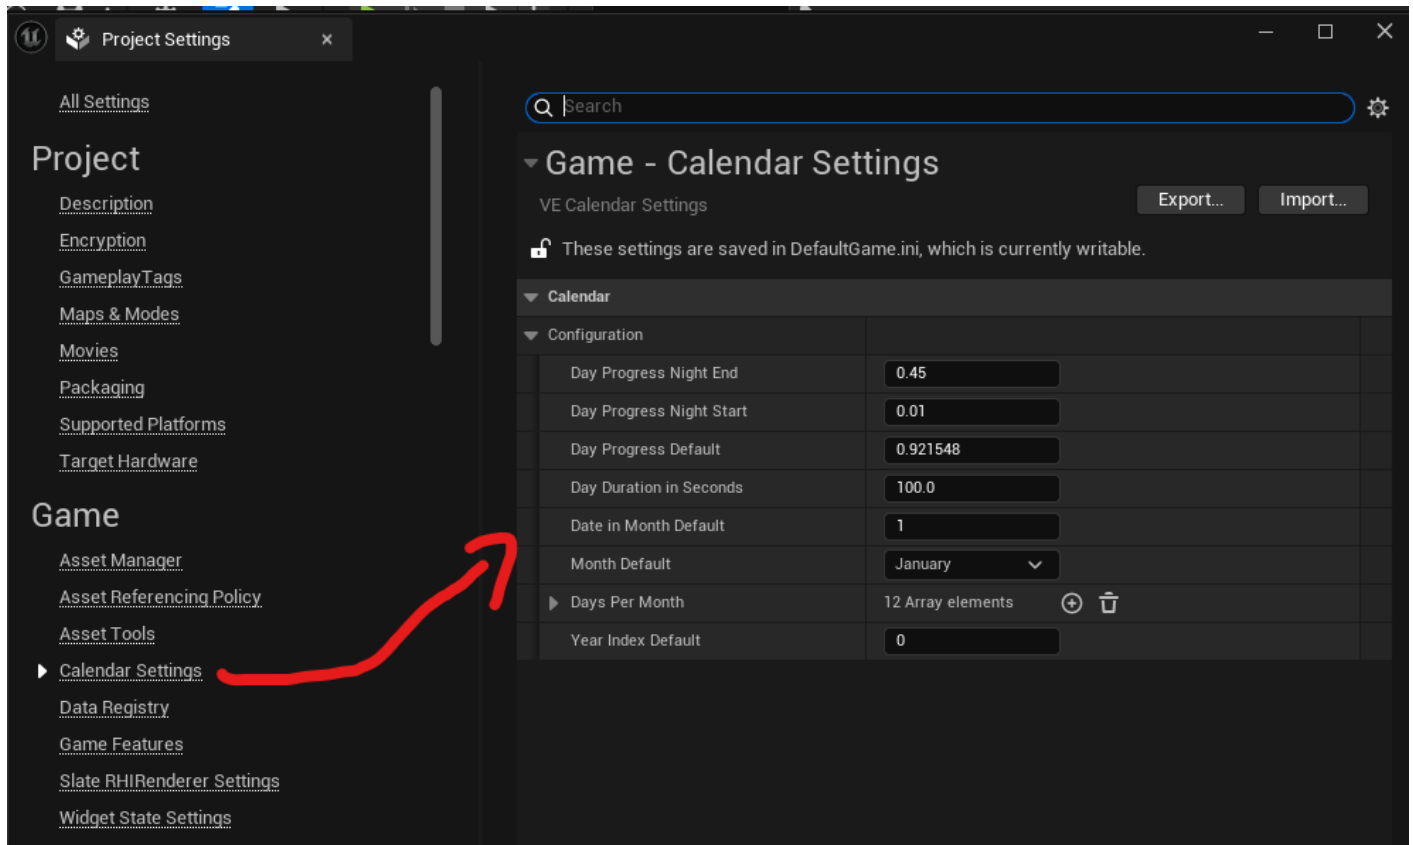 Project Settings
All Settings
Project
Description
Encryption
GameplayTags
Maps & Modes
Movies
Packaging
Supported Platforms
Target Hardware
Game
Asset Manager
Asset Referencing Policy
Asset Tools
Calendar Settings
Data Registry
Game Features
Slate RHIRenderer Settings
Widget State Settings
Search
Game - Calendar Settings
VE Calendar Settings
Export... Import...
These settings are saved in DefaultGame.ini, which is currently writable.
Calendar
Configuration
Day Progress Night End 0.45
Day Progress Night Start 0.01
Day Progress Default 0.921548
Day Duration in Seconds 100.0
Date in Month Default 1
Month Default January
Days Per Month 12 Array elements
Year Index Default 0